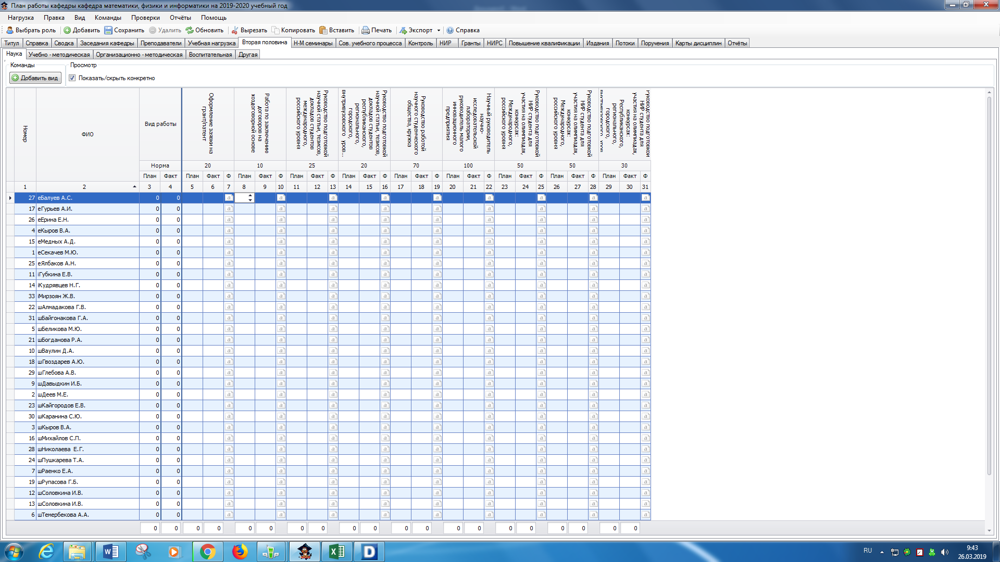 План работы кафедры кафедра математики, физики и информатики на 2019-2020 учебный год
Нагрузка Правка Вид Команды Проверки Отчёты Помощь
Выбрать роль Добавить Сохранить Удалить Обновить Вырезать Копировать Вставить Печать Экспорт Справка
Титул Справка Сводка Заседания кафедры Преподаватели Учебная нагрузка Вторая половина Н-М семинары Сов. учебного процесса Контроль НИР Гранты НИРС Повышение квалификации Издания Потоки Поручения Карты дисциплин Отчёты
Наука Учебно - методическая Организационно - методическая Воспитательная Другая
Команды Просмотр
Добавить вид Показать/скрыть конкретно
Номер
ФИО
Вид работы
Оформление заявки на
грант/патент
Работа по заключению
договоров на
хоздоговорной основе
Руководство подготовкой
научной статьи, тезисов,
докладов студентов
международного,
российского уровня
Руководство подготовкой
научной статьи, тезисов,
докладов студентов
республиканского,
регионального,
городского,
внутривузовского уров...
Руководство работой
научного студенческого
общества, кружка
Научный руководитель
научно-
исследовательской
лаборатории,
руководитель малого
инновационного
предприятия
Руководство подготовкой
НИР студента для
участия на олимпиадах,
конкурсах:
Международного,
российского уровня
Руководство подготовкой
НИР студента для
участия на олимпиадах,
конкурсах:
Международного,
российского уровня
Руководство подготовкой
НИР студента для
участия на олимпиадах,
конкурсах:
Республиканского,
регионального,
городского,
внутривузовского уров
Норма 20 10 25 20 70 100 50 50 30
План Факт План Факт Ф План Факт Ф План Факт Ф План Факт Ф План Факт Ф План Факт Ф План Факт Ф План Факт Ф План Факт Ф
1 2 3 4 5 6 7 8 9 10 11 12 13 14 15 16 17 18 19 20 21 22 23 24 25 26 27 28 29 30 31
27 еБалуев А.С. 0 0
17 еГурьев А.И. 0 0
26 еЕрина Е.Н. 0 0
4 еКыров В.А. 0 0
15 еМедных А.Д. 0 0
1 еСекачев М.Ю. 0 0
25 еЯлбаков А.Н. 0 0
11 iГубкина Е.В. 0 0
14 iКудрявцев Н.Г. 0 0
33 iМирзоян Ж.В. 0 0
22 шАлмадакова Г.В. 0 0
31 шБайгонакова Г.А. 0 0
5 шБеликова М.Ю. 0 0
21 шБогданова Р.А. 0 0
10 шВаулин Д.А. 0 0
18 шГвоздарев А.Ю. 0 0
29 шГлебова А.В. 0 0
9 шДавыдкин И.Б. 0 0
2 шДеев М.Е. 0 0
23 шКайгородов Е.В. 0 0
30 шКаранина С.Ю. 0 0
3 шКыров В.А. 0 0
16 шМихайлов С.П. 0 0
28 шНиколаева Е.Г. 0 0
24 шПушкарева Т.А. 0 0
7 шРаенко Е.А. 0 0
19 шРупасова Г.Б. 0 0
12 шСоловкина И.В. 0 0
13 шСоловкина И.В. 0 0
6 шТемербекова А.А. 0 0
0 0 0 0 0 0 0 0 0 0 0 0 0 0 0 0 0 0 0 0
RU 9:43
26.03.2019